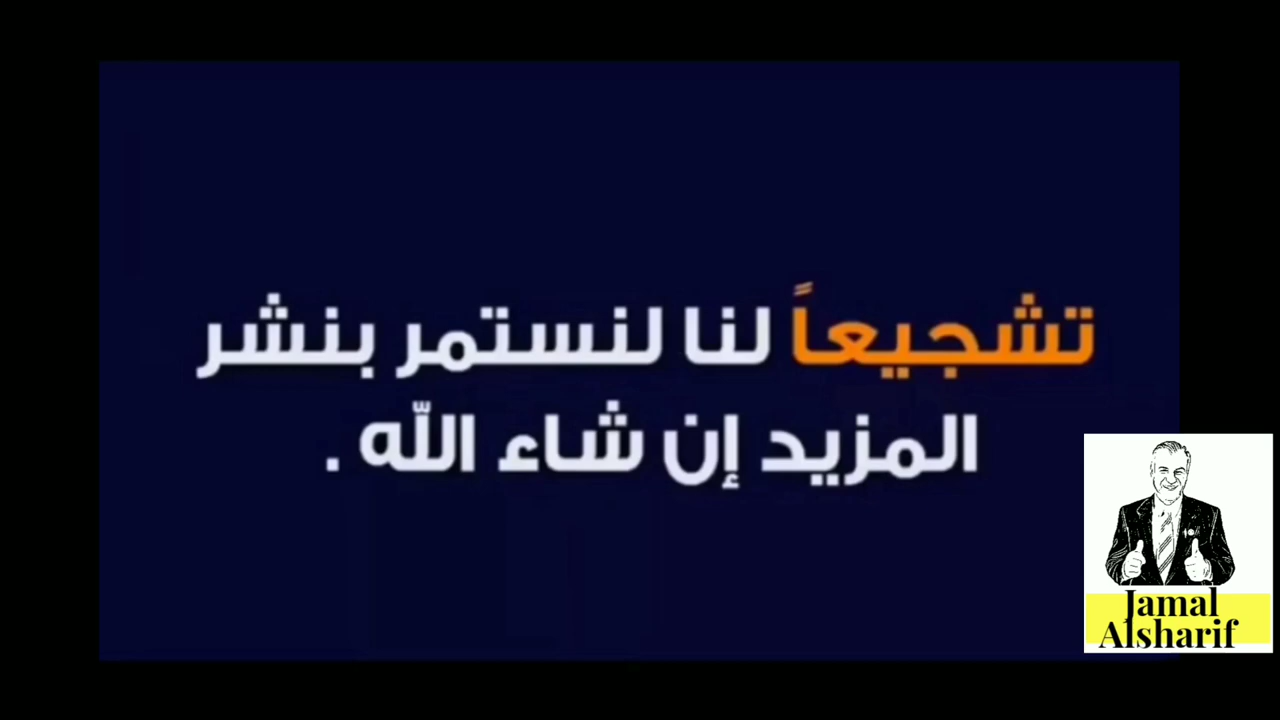 تشجيعاً لنا لنستمر بنشر
المزيد إن شاء الله .
Jamal
Alsharif